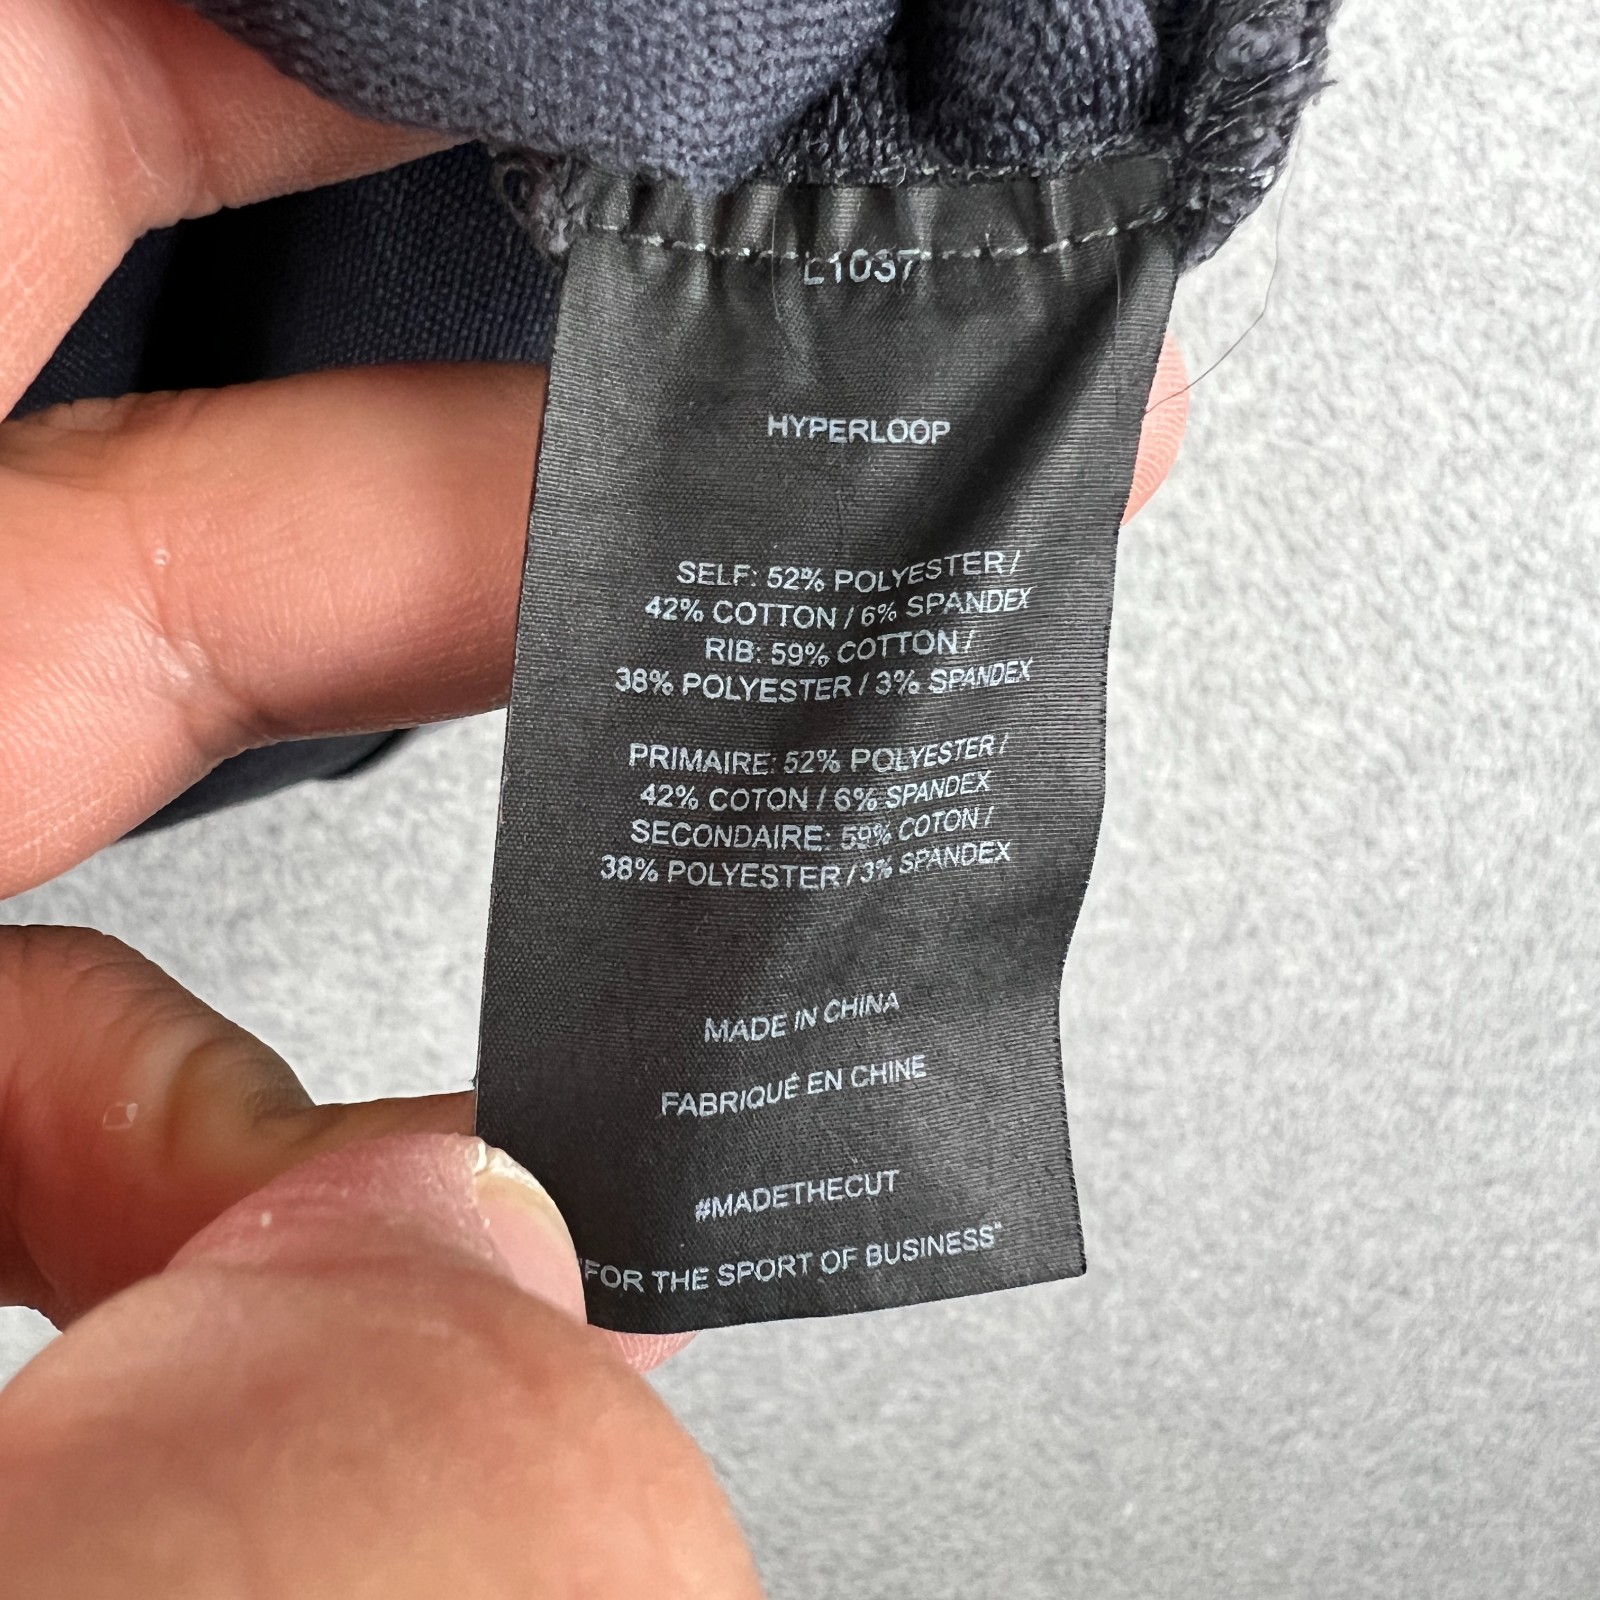 L1037
HYPERLOOP
SELF: 52% POLYESTER /
42% COTTON / 6% SPANDEX
RIB: 59% COTTON /
38% POLYESTER / 3% SPANDEX
PRIMAIRE: 52% POLYESTER /
42% COTON / 6% SPANDEX
SECONDAIRE: 59% COTON /
38% POLYESTER / 3% SPANDEX
MADE IN CHINA
FABRIQUÉ EN CHINE
#MADETHECUT
"FOR THE SPORT OF BUSINESS"